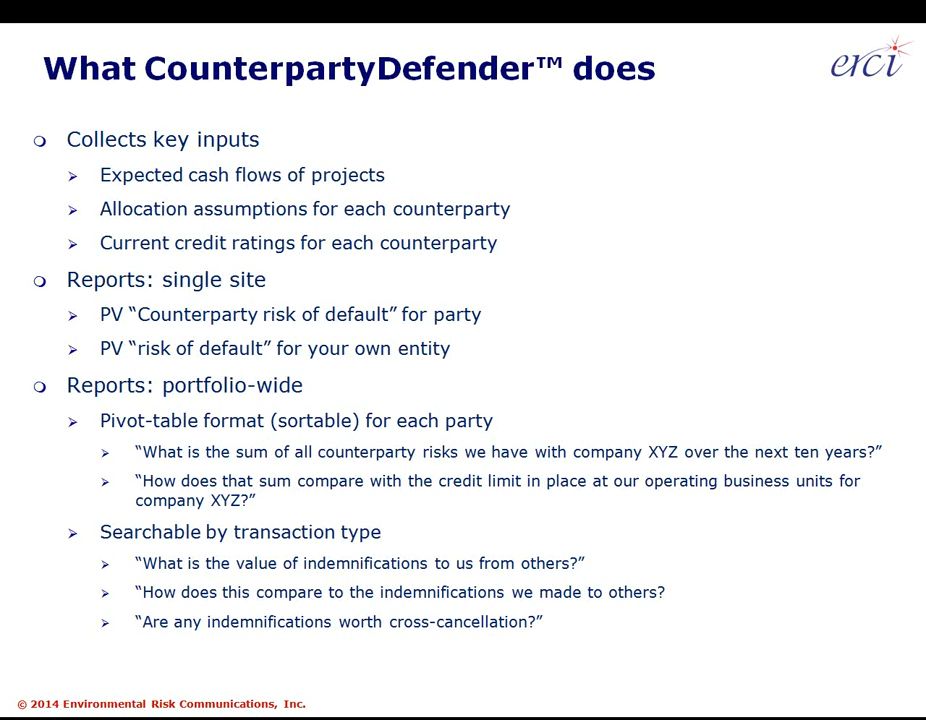 What CounterpartyDefender™ does
erci
Collects key inputs
Expected cash flows of projects
Allocation assumptions for each counterparty
Current credit ratings for each counterparty
Reports: single site
PV “Counterparty risk of default” for party
PV “risk of default” for your own entity
Reports: portfolio-wide
Pivot-table format (sortable) for each party
“What is the sum of all counterparty risks we have with company XYZ over the next ten years?”
“How does that sum compare with the credit limit in place at our operating business units for
company XYZ?”
Searchable by transaction type
“What is the value of indemnifications to us from others?”
“How does this compare to the indemnifications we made to others?
“Are any indemnifications worth cross-cancellation?”
© 2014 Environmental Risk Communications, Inc.